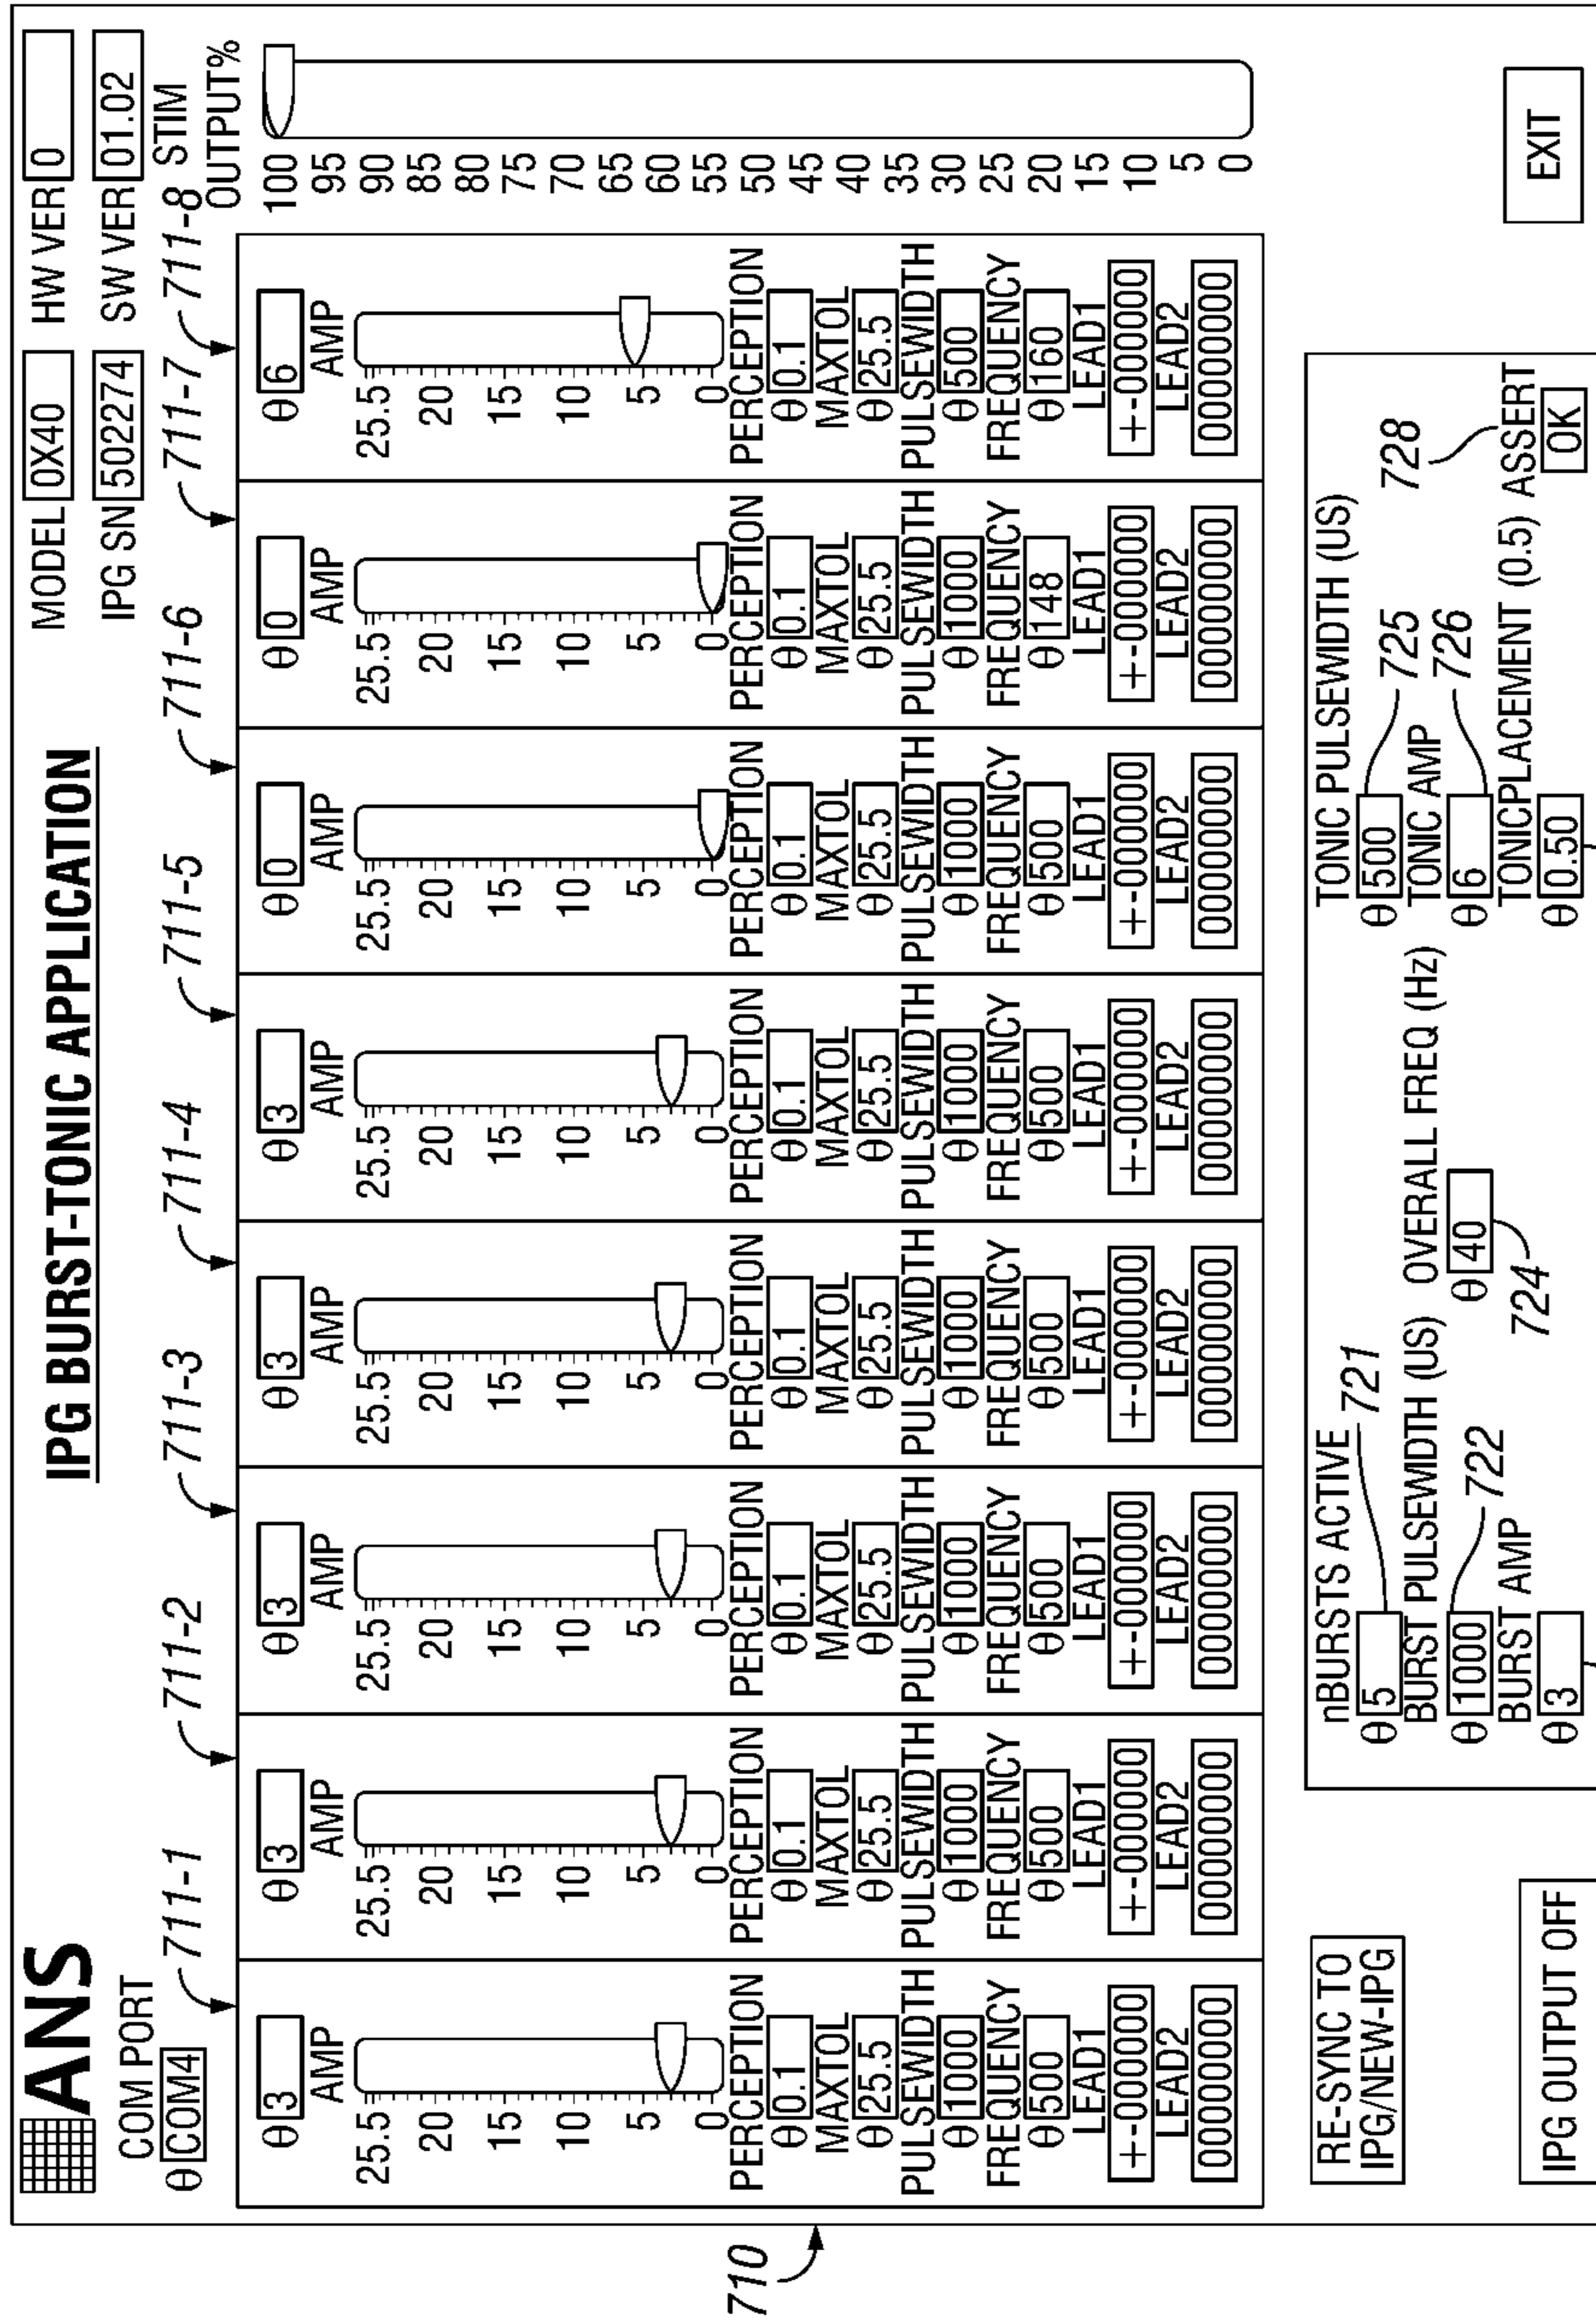 ANS
IPG BURST-TONIC APPLICATION
MODEL 0X40 HW VER 0
COM PORT
IPG SN 502274 SW VER 01.02
θ COM4
711-1 711-2 711-3 711-4 711-5 711-6 711-7 711-8
STIM
OUTPUT%
θ 3 θ 3 θ 3 θ 3 θ 3 θ 0 θ 0 θ 6
AMP AMP AMP AMP AMP AMP AMP AMP
25.5 25.5 25.5 25.5 25.5 25.5 25.5 25.5
20 20 20 20 20 20 20 20
15 15 15 15 15 15 15 15
10 10 10 10 10 10 10 10
5 5 5 5 5 5 5 5
0 0 0 0 0 0 0 0
PERCEPTION PERCEPTION PERCEPTION PERCEPTION PERCEPTION PERCEPTION PERCEPTION PERCEPTION
θ 0.1 θ 0.1 θ 0.1 θ 0.1 θ 0.1 θ 0.1 θ 0.1 θ 0.1
MAXTOL MAXTOL MAXTOL MAXTOL MAXTOL MAXTOL MAXTOL MAXTOL
θ 25.5 θ 25.5 θ 25.5 θ 25.5 θ 25.5 θ 25.5 θ 25.5 θ 25.5
PULSEWIDTH PULSEWIDTH PULSEWIDTH PULSEWIDTH PULSEWIDTH PULSEWIDTH PULSEWIDTH PULSEWIDTH
θ 1000 θ 1000 θ 1000 θ 1000 θ 1000 θ 1000 θ 1000 θ 500
FREQUENCY FREQUENCY FREQUENCY FREQUENCY FREQUENCY FREQUENCY FREQUENCY FREQUENCY
θ 500 θ 500 θ 500 θ 500 θ 500 θ 500 θ 148 θ 160
LEAD1 LEAD1 LEAD1 LEAD1 LEAD1 LEAD1 LEAD1 LEAD1
+-000000 +-000000 +-000000 +-000000 +-000000 +-000000 +-000000 +-000000
LEAD2 LEAD2 LEAD2 LEAD2 LEAD2 LEAD2 LEAD2 LEAD2
00000000 00000000 00000000 00000000 00000000 00000000 00000000 00000000
100
95
90
85
80
75
70
65
60
55
50
45
40
35
30
25
20
15
10
5
0
710
RE-SYNC TO
IPG/NEW-IPG
IPG OUTPUT OFF
nBURSTS ACTIVE
θ 5
721
BURST PULSEWIDTH (US)
θ 1000
722
BURST AMP
θ 3
OVERALL FREQ (Hz)
θ 40
724
TONIC PULSEWIDTH (US)
θ 500
725
TONIC AMP
θ 6
726
TONICPLACEMENT (0.5)
θ 0.50
728
ASSERT
OK
EXIT